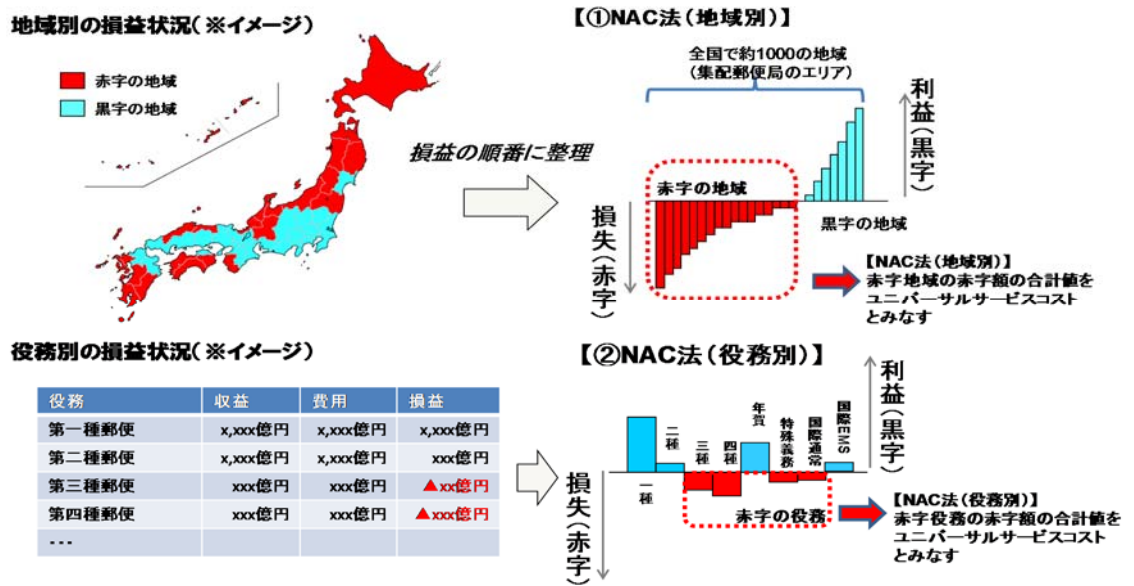 地域別の損益状況(※イメージ)
赤字の地域
黒字の地域
損益の順番に整理
【①NAC法(地域別)】
全国で約1000の地域
(集配郵便局のエリア)
利益(黒字)
赤字の地域
損失(赤字)
黒字の地域
【NAC法(地域別)】
赤字地域の赤字額の合計値を
ユニバーサルサービスコスト
とみなす
役務別の損益状況(※イメージ)
役務 収益 費用 損益
第一種郵便 x,xxx億円 x,xxx億円 x,xxx億円
第二種郵便 x,xxx億円 x,xxx億円 xxx億円
第三種郵便 xxx億円 xxx億円 ▲xx億円
第四種郵便 xxx億円 xxx億円 ▲xxx億円
・・・
【②NAC法(役務別)】
利益(黒字)
一種
二種
三種
四種
年賀
特殊義務
国際通常
国際EMS
損失(赤字)
赤字の役務
【NAC法(役務別)】
赤字役務の赤字額の合計値を
ユニバーサルサービスコスト
とみなす